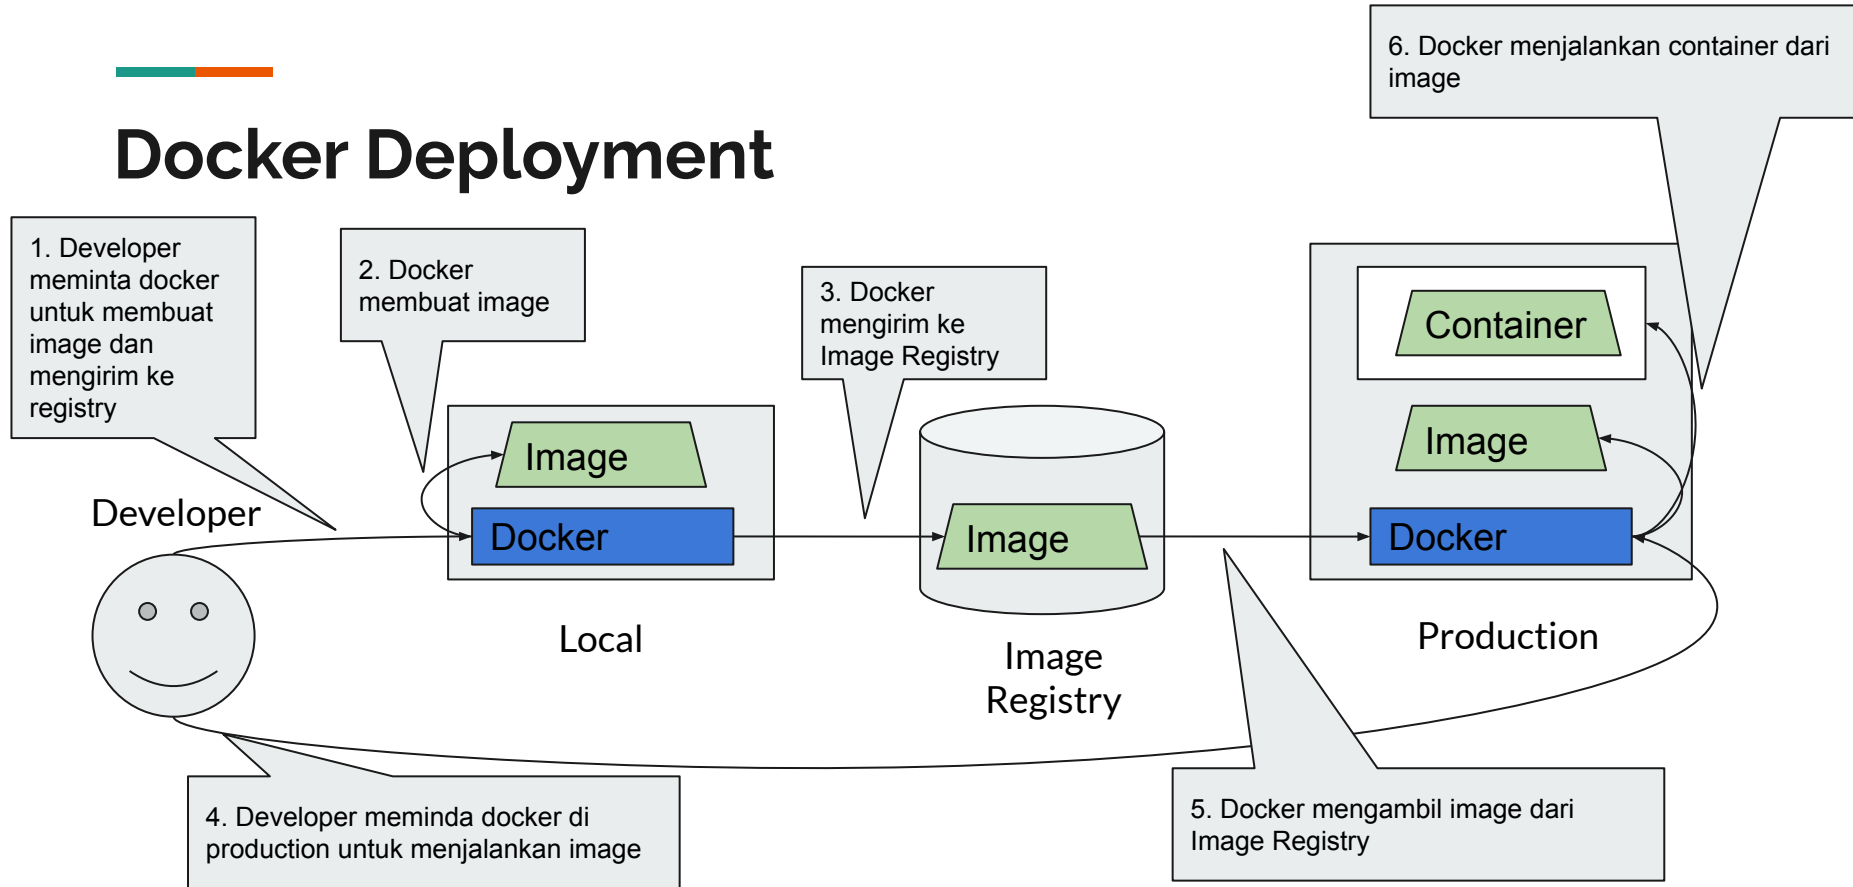 Docker Deployment
1. Developer
meminta docker
untuk membuat
image dan
mengirim ke
registry
2. Docker
membuat image
3. Docker
mengirim ke
Image Registry
6. Docker menjalankan container dari
image
Developer
Image
Docker
Local
Image
Image
Registry
Container
Image
Docker
Production
4. Developer meminda docker di
production untuk menjalankan image
5. Docker mengambil image dari
Image Registry